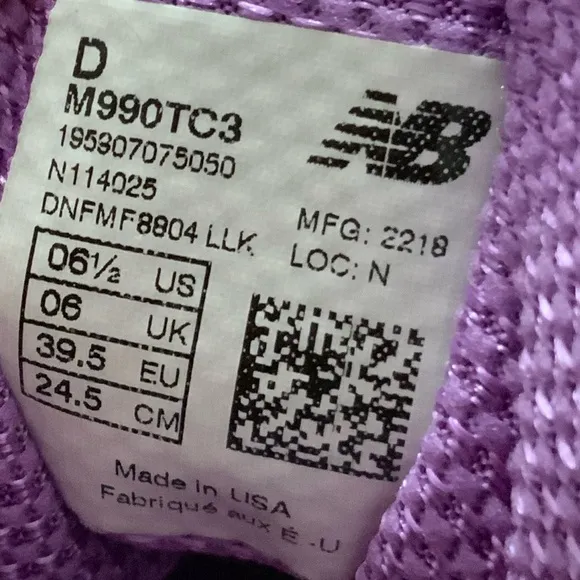 D
M990TC3
195307075050
N114025
DNFMF8804 LLK
NB
MFG: 2218
LOC: N
06½ US
06 UK
39.5 EU
24.5 CM
Made in USA
Fabriqué aux É.-U